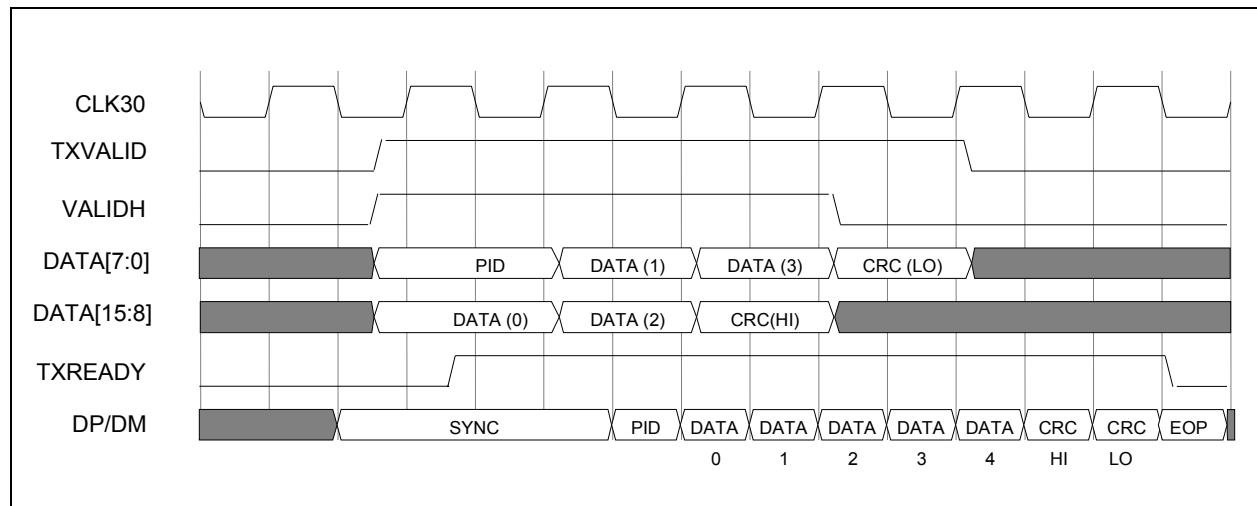 CLK30
TXVALID
VALIDH
DATA[7:0] PID DATA (1) DATA (3) CRC (LO)
DATA[15:8] DATA (0) DATA (2) CRC(HI)
TXREADY
DP/DM SYNC PID DATA DATA DATA DATA DATA CRC CRC EOP
0 1 2 3 4 HI LO